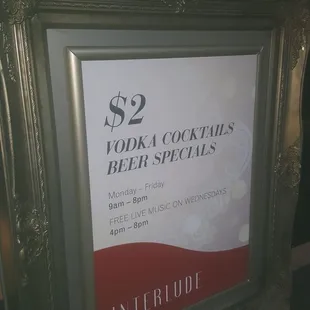 $2
VODKA COCKTAILS
BEER SPECIALS
Monday - Friday
9am - 8pm
FREE LIVE MUSIC ON WEDNESDAYS
4pm - 8pm
INTERLUDE